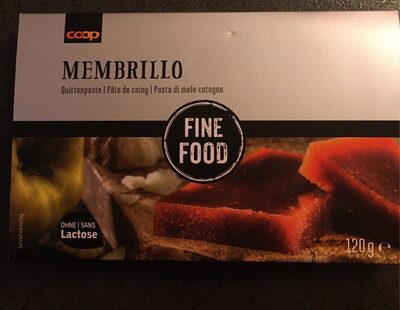 coop
MEMBRILLO
Quittenpaste | Pâte de coing | Pasta di mele cotogne
FINE
FOOD
OHNE | SANS
Lactose
120g ℮